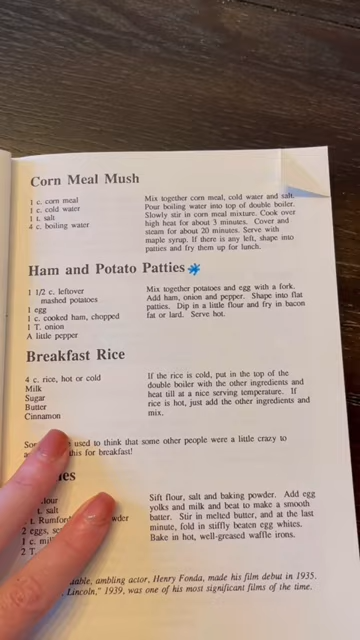 Corn Meal Mush
1 c. corn meal
1 c. cold water
1 t. salt
4 c. boiling water
Mix together corn meal, cold water and salt.
Pour boiling water into top of double boiler.
Slowly stir in corn meal mixture. Cook over
high heat for about 3 minutes. Cover and
steam for about 20 minutes. Serve with
maple syrup. If there is any left, shape into
patties and fry them up for lunch.
Ham and Potato Patties
1 1/2 c. leftover
mashed potatoes
1 egg
1 c. cooked ham, chopped
1 T. onion
A little pepper
Mix together potatoes and egg with a fork.
Add ham, onion and pepper. Shape into flat
patties. Dip in a little flour and fry in bacon
fat or lard. Serve hot.
Breakfast Rice
4 c. rice, hot or cold
Milk
Sugar
Butter
Cinnamon
If the rice is cold, put in the top of the
double boiler with the other ingredients and
heat till at a nice serving temperature. If
rice is hot, just add the other ingredients and
mix.
used to think that some other people were a little crazy to
this for breakfast!
flour
t. salt
t. Rumford
2 eggs,
1 c.
2 T.
Sift flour, salt and baking powder. Add egg
yolks and milk and beat to make a smooth
batter. Stir in melted butter, and at the last
minute, fold in stiffly beaten egg whites.
Bake in hot, well-greased waffle irons.
ambling actor, Henry Fonda, made his film debut in 1935.
Lincoln," 1939, was one of his most significant films of the time.